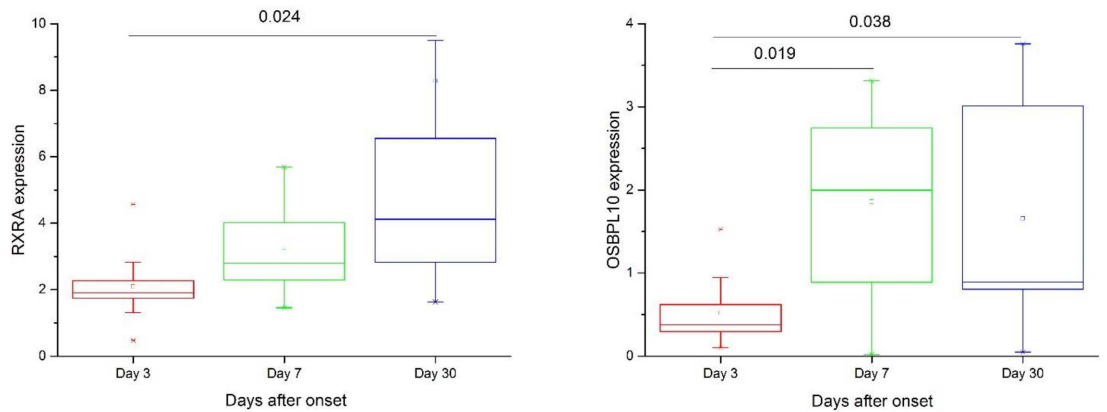 10
8
6
4
2
0
RXRA expression
0.024
Day 3
Day 7
Day 30
Days after onset
4
3
2
1
0
OSBPL10 expression
0.038
0.019
Day 3
Day 7
Day 30
Days after onset